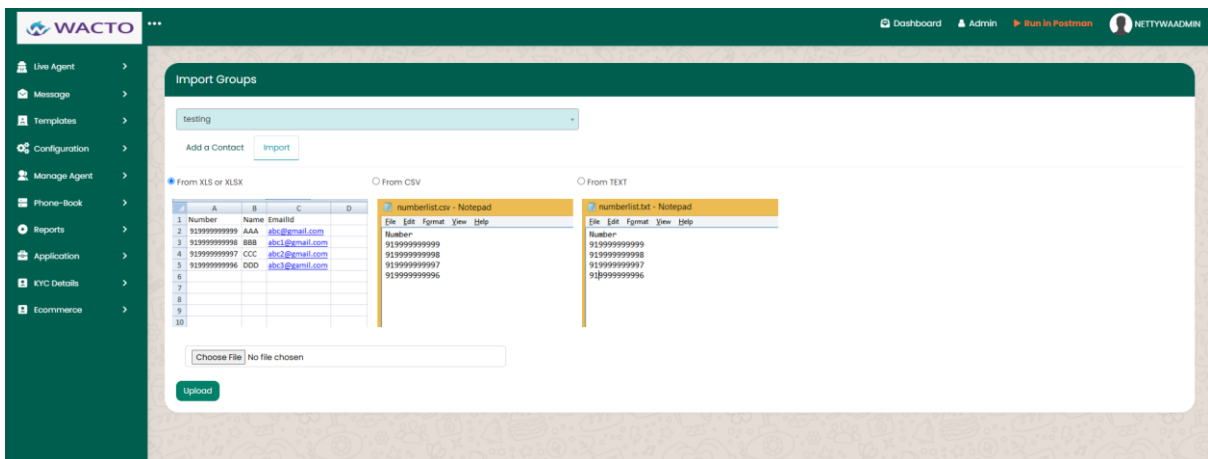 WACTO
Dashboard Admin Run in Postman NETTYWAADMIN
Live Agent
Message
Templates
Configuration
Manage Agent
Phone-Book
Reports
Application
KYC Details
Ecommerce
Import Groups
testing
Add a Contact Import
From XLS or XLSX
A B C D
1 Number Name EmailId
2 919999999999 AAA abc@gmail.com
3 919999999998 BBB abc1@gmail.com
4 919999999997 CCC abc2@gmail.com
5 919999999996 DDD abc3@gamil.com
6
7
8
9
10
From CSV
numberlist.csv - Notepad
File Edit Format View Help
Number
919999999999
919999999998
919999999997
919999999996
From TEXT
numberlist.txt - Notepad
File Edit Format View Help
Number
919999999999
919999999998
919999999997
919999999996
Choose File No file chosen
Upload